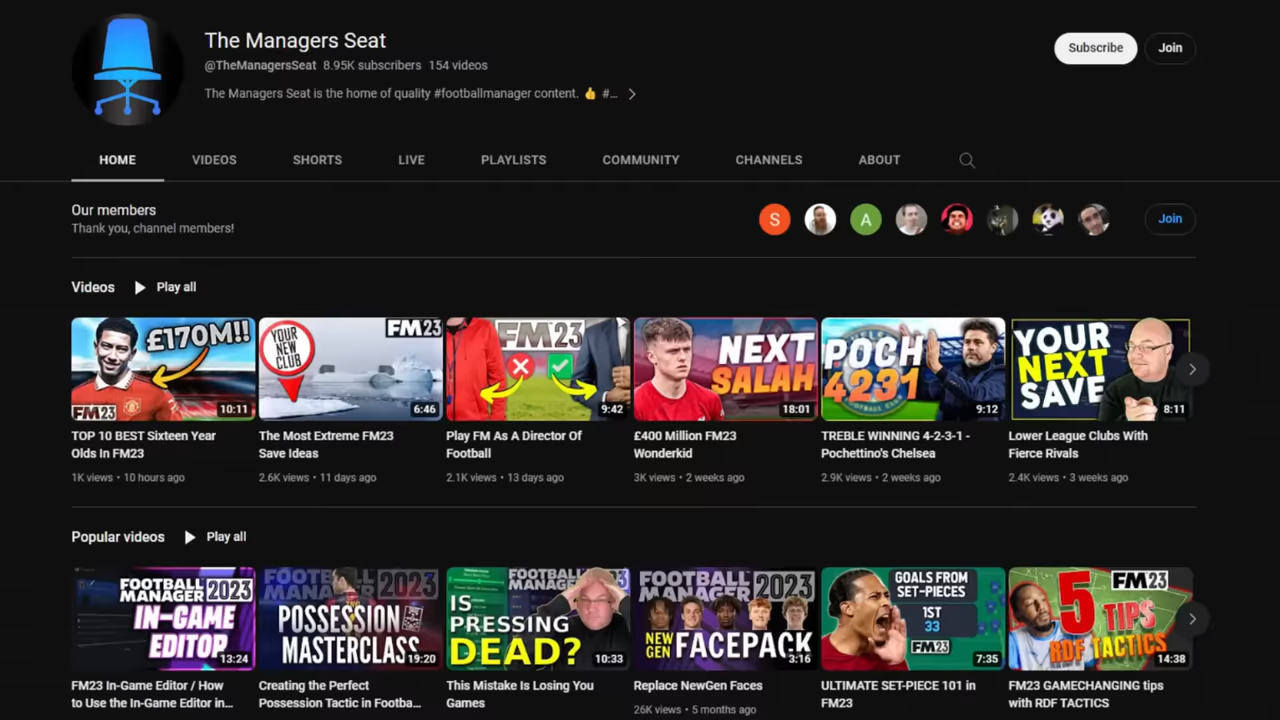 The Managers Seat
@TheManagersSeat 8.95K subscribers 154 videos
The Managers Seat is the home of quality #footballmanager content. 👍 #...
Subscribe
Join
HOME
VIDEOS
SHORTS
LIVE
PLAYLISTS
COMMUNITY
CHANNELS
ABOUT
Our members
Thank you, channel members!
S
A
Join
Videos
Play all
£170M!!
FM23
10:11
YOUR
NEW
CLUB
FM23
6:46
FM23
9:42
NEXT
SALAH
18:01
POCH
4231
9:12
YOUR
NEXT
SAVE
8:11
TOP 10 BEST Sixteen Year
Olds In FM23
1K views • 10 hours ago
The Most Extreme FM23
Save Ideas
2.6K views • 11 days ago
Play FM As A Director Of
Football
2.1K views • 13 days ago
£400 Million FM23
Wonderkid
3K views • 2 weeks ago
TREBLE WINNING 4-2-3-1 -
Pochettino's Chelsea
2.9K views • 2 weeks ago
Lower League Clubs With
Fierce Rivals
2.4K views • 3 weeks ago
Popular videos
Play all
FOOTBALL
MANAGER 2023
IN-GAME
EDITOR
13:24
FOOTBALL
MANAGER 2023
POSSESSION
MASTERCLASS
19:20
FOOTBALL
MANAGER
IS
PRESSING
DEAD?
10:33
FOOTBALL
MANAGER 2023
NEW
GEN FACEPACK
3:16
GOALS FROM
SET-PIECES
1ST
33
FM23
7:35
FM23
5 TIPS
RDF TACTICS
14:38
FM23 In-Game Editor / How
to Use the In-Game Editor in...
Creating the Perfect
Possession Tactic in Footba...
This Mistake Is Losing You
Games
Replace NewGen Faces
26K views • 5 months ago
ULTIMATE SET-PIECE 101 in
FM23
FM23 GAMECHANGING tips
with RDF TACTICS